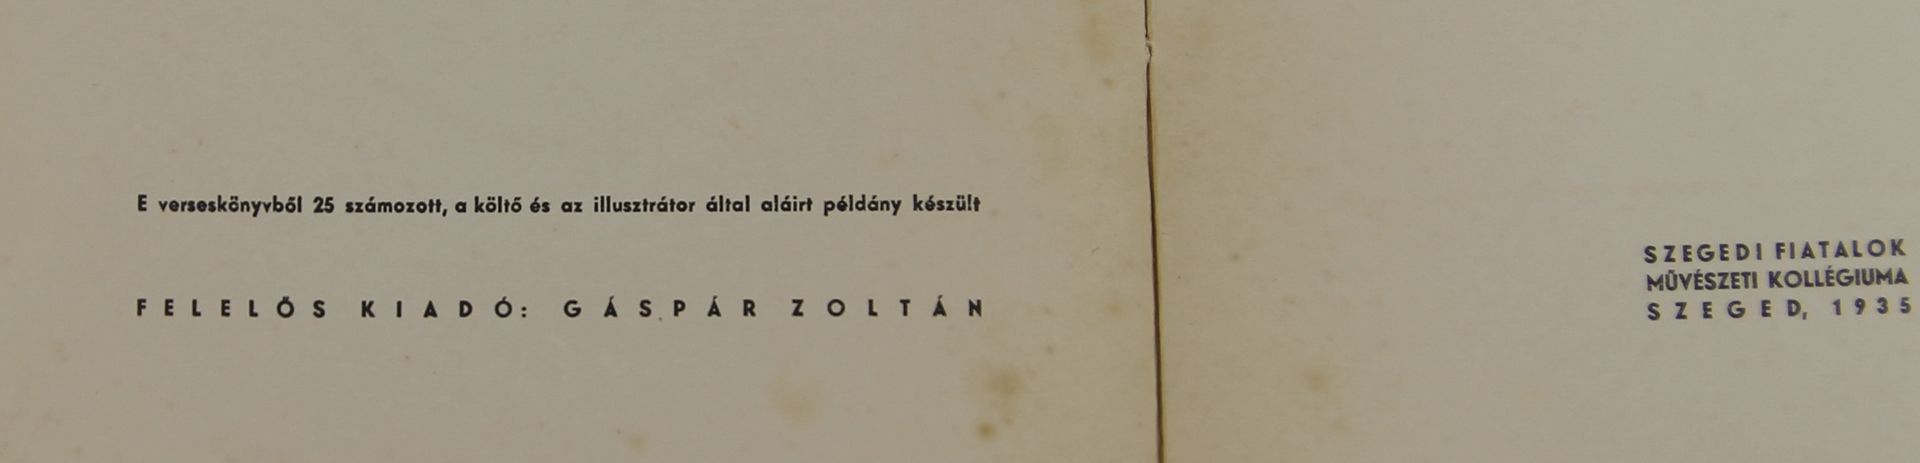 E verseskönyvből 25 számozott, a költő és az illusztrátor által aláirt példány készült
FELELŐS KIADÓ: GÁSPÁR ZOLTÁN
SZEGEDI FIATALOK
MŰVÉSZETI KOLLÉGIUMA
SZEGED, 1935